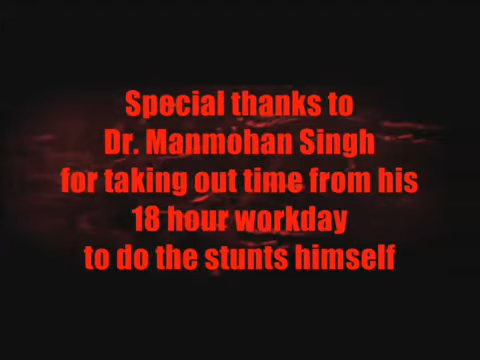 Special thanks to
Dr. Manmohan Singh
for taking out time from his
18 hour workday
to do the stunts himself